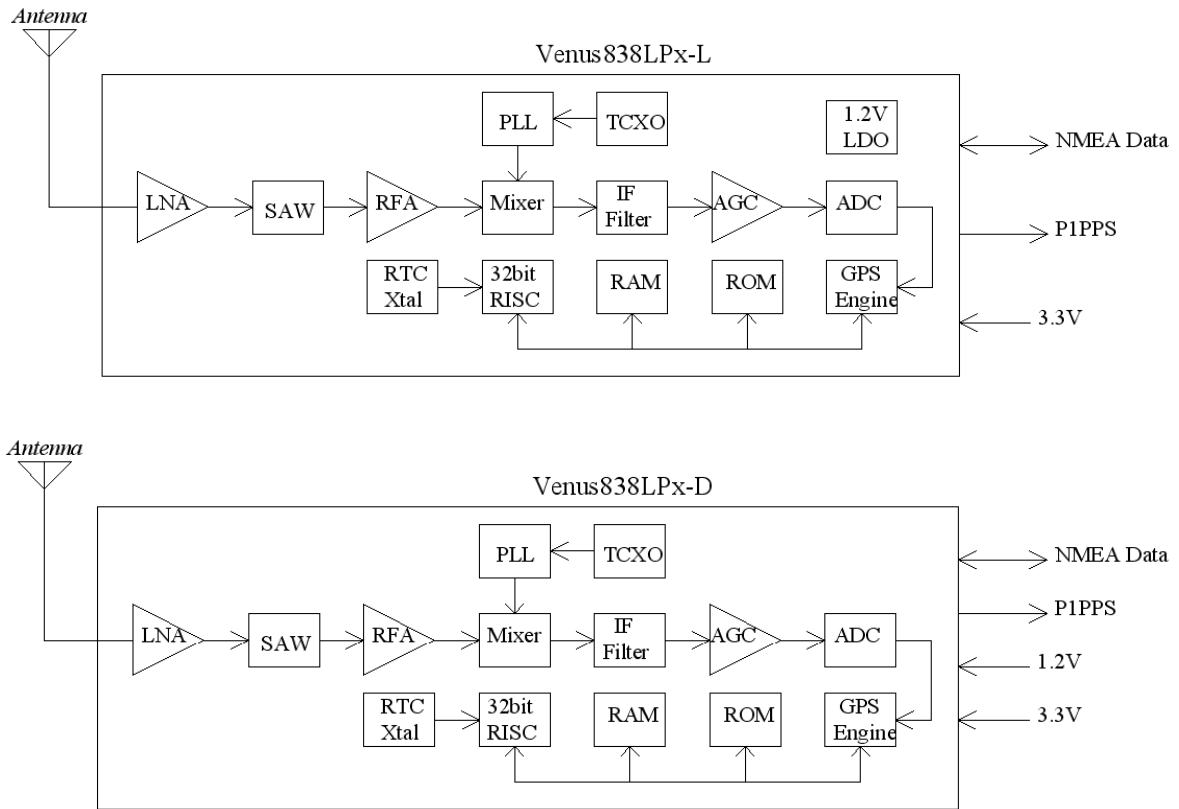 Antenna
Venus838LPx-L
PLL
TCXO
1.2V
LDO
NMEA Data
LNA
SAW
RFA
Mixer
IF
Filter
AGC
ADC
P1PPS
RTC
Xtal
32bit
RISC
RAM
ROM
GPS
Engine
3.3V
Antenna
Venus838LPx-D
PLL
TCXO
NMEA Data
P1PPS
LNA
SAW
RFA
Mixer
IF
Filter
AGC
ADC
1.2V
RTC
Xtal
32bit
RISC
RAM
ROM
GPS
Engine
3.3V